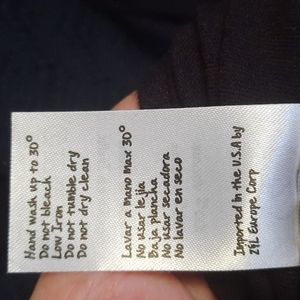 Hand wash up to 30°
Do not bleach
Low Iron
Do not tumble dry
Do not dry clean
Lavar a mano max 30°
No usar lejia
Baja plancha
No usar secadora
No lavar en seco
Imported in the U.S.A by
ZIL Europe Corp